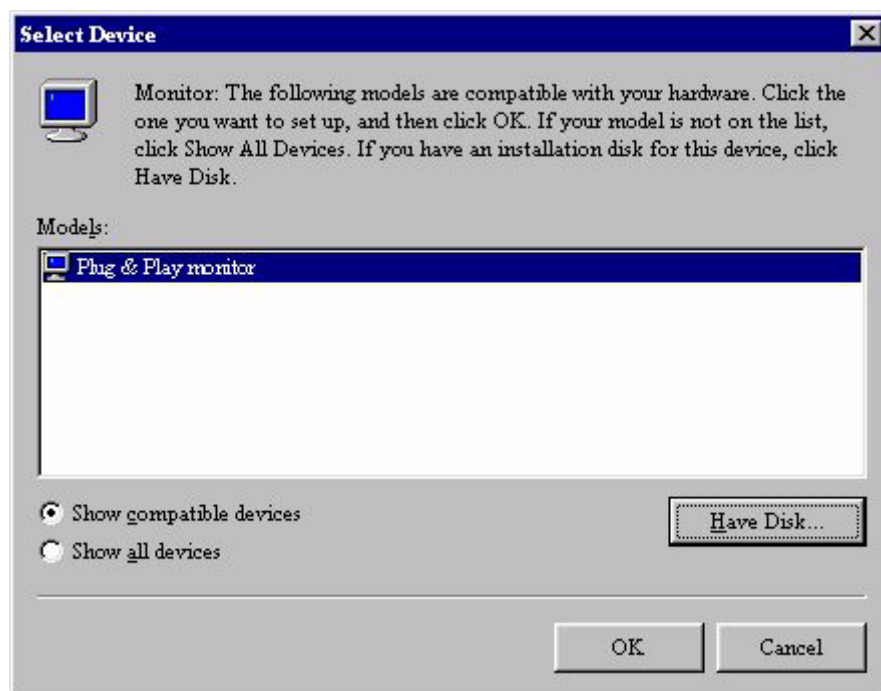 Select Device
Monitor: The following models are compatible with your hardware. Click the
one you want to set up, and then click OK. If your model is not on the list,
click Show All Devices. If you have an installation disk for this device, click
Have Disk.
Models:
Plug & Play monitor
Show compatible devices
Have Disk...
Show all devices
OK
Cancel